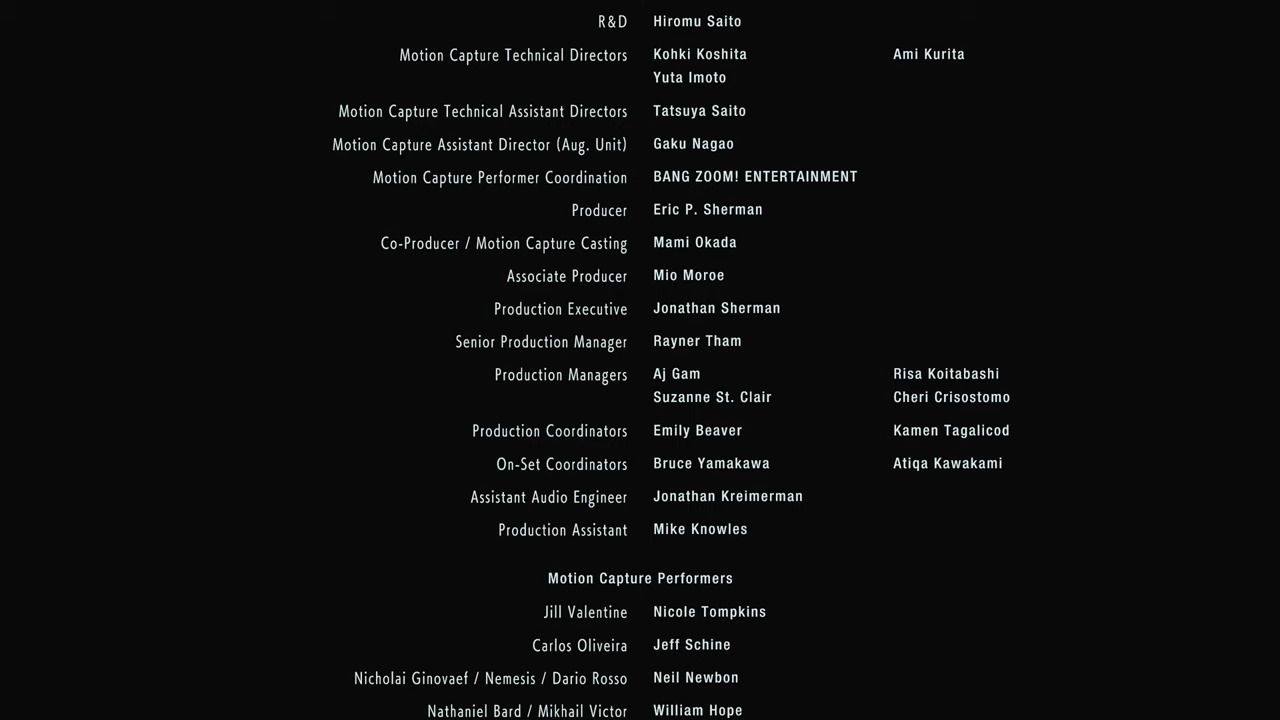 R&D Hiromu Saito
Motion Capture Technical Directors Kohki Koshita Ami Kurita
Yuta Imoto
Motion Capture Technical Assistant Directors Tatsuya Saito
Motion Capture Assistant Director (Aug. Unit) Gaku Nagao
Motion Capture Performer Coordination BANG ZOOM! ENTERTAINMENT
Producer Eric P. Sherman
Co-Producer / Motion Capture Casting Mami Okada
Associate Producer Mio Moroe
Production Executive Jonathan Sherman
Senior Production Manager Rayner Tham
Production Managers Aj Gam Risa Koitabashi
Suzanne St. Clair Cheri Crisostomo
Production Coordinators Emily Beaver Kamen Tagalicod
On-Set Coordinators Bruce Yamakawa Atiqa Kawakami
Assistant Audio Engineer Jonathan Kreimerman
Production Assistant Mike Knowles
Motion Capture Performers
Jill Valentine Nicole Tompkins
Carlos Oliveira Jeff Schine
Nicholai Ginovaef / Nemesis / Dario Rosso Neil Newbon
Nathaniel Bard / Mikhail Victor William Hope